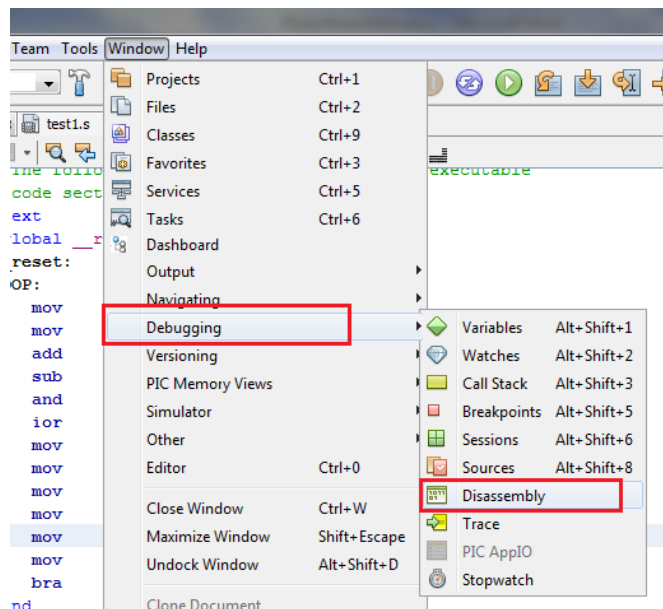 Team Tools Window Help
Projects Ctrl+1
Files Ctrl+2
test1.s
Classes Ctrl+9
Favorites Ctrl+3
executable
code sect
Services Ctrl+5
ext
Tasks Ctrl+6
lobal __r
Dashboard
reset:
Output
OP:
Navigating
mov
Debugging
mov
Versioning
add
PIC Memory Views
sub
Simulator
and
Other
ior
Editor Ctrl+0
mov
mov
mov
Close Window Ctrl+W
mov
Maximize Window Shift+Escape
mov
Undock Window Alt+Shift+D
mov
bra
Clone Document
nd
Variables Alt+Shift+1
Watches Alt+Shift+2
Call Stack Alt+Shift+3
Breakpoints Alt+Shift+5
Sessions Alt+Shift+6
Sources Alt+Shift+8
Disassembly
Trace
PIC AppIO
Stopwatch